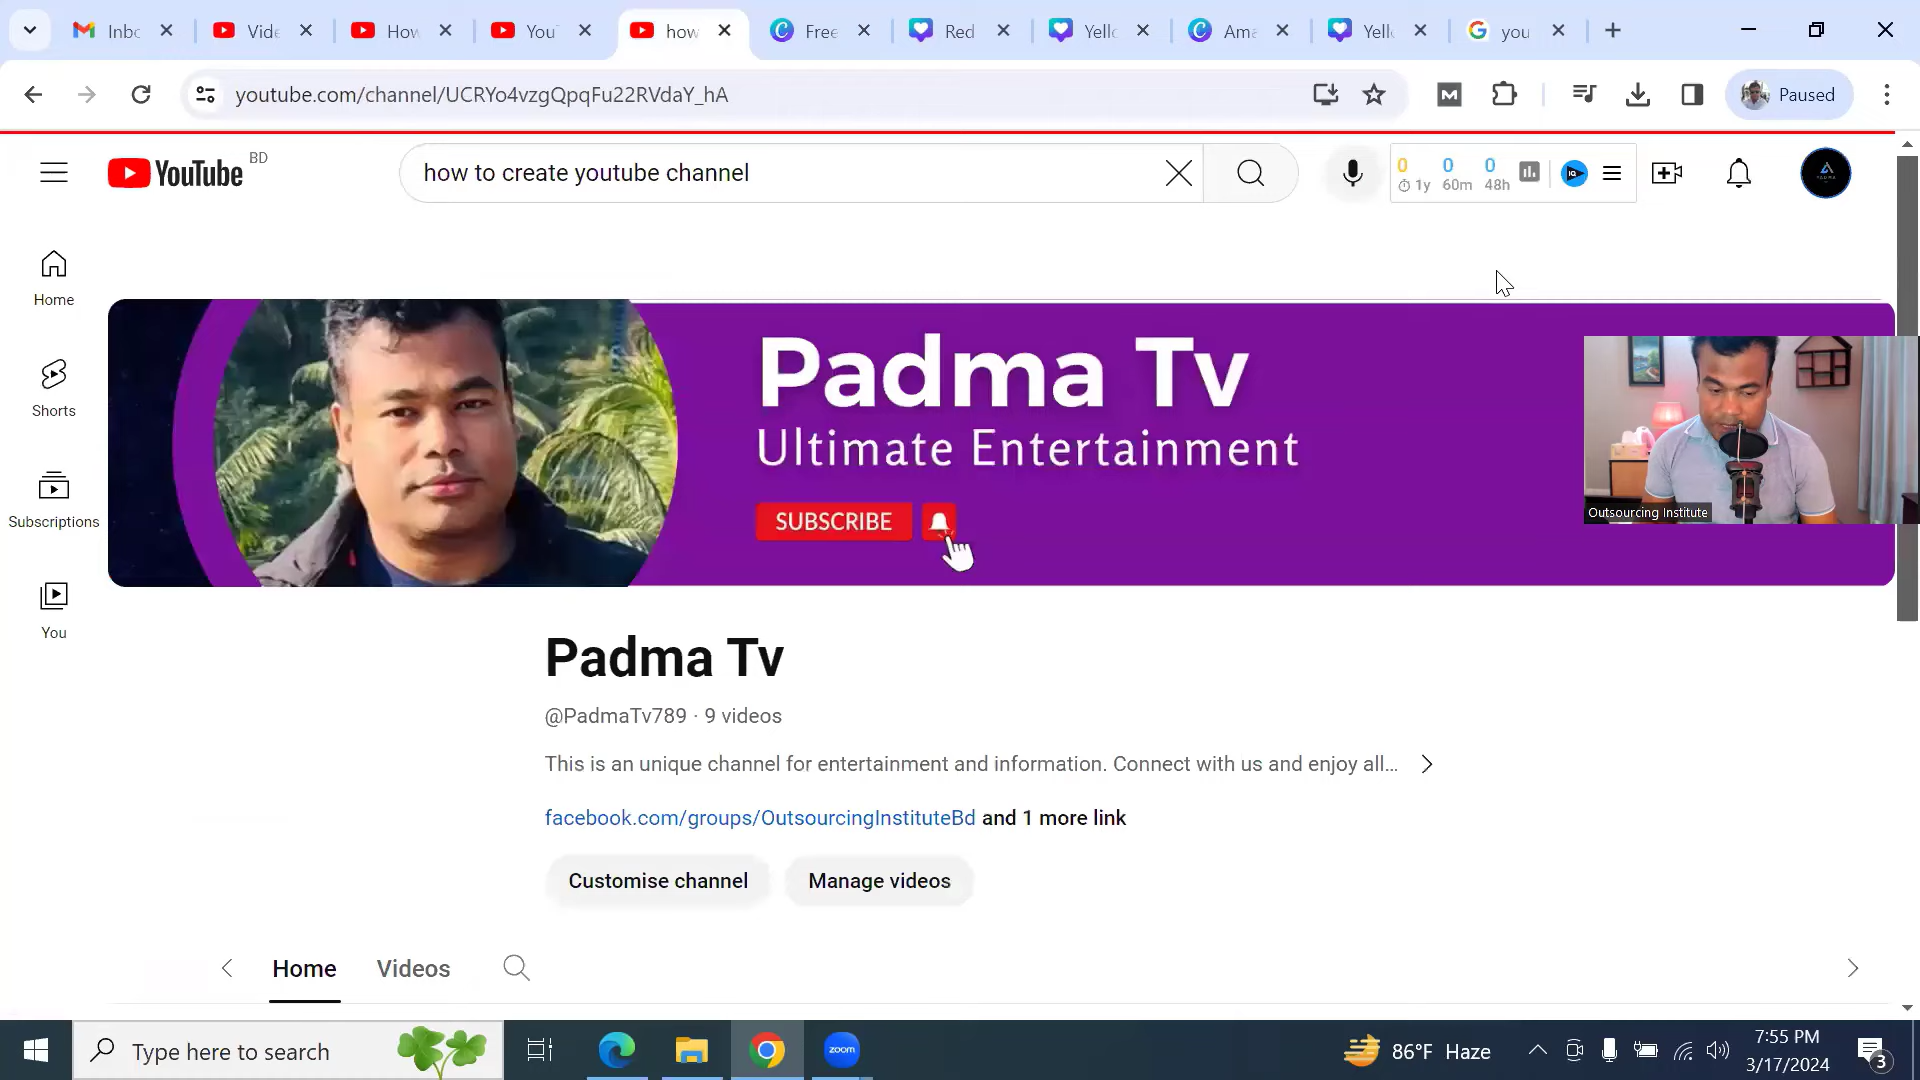 Inbc
Vide
How
You
how
Free
Red
Yello
Ama
Yello
you
youtube.com/channel/UCRYo4vzgQpqFu22RVdaY_hA
Paused
YouTube BD
how to create youtube channel
0 0 0
1y 60m 48h
IQ
Home
Shorts
Subscriptions
You
Padma Tv
Ultimate Entertainment
SUBSCRIBE
Outsourcing Institute
Padma Tv
@PadmaTv789 · 9 videos
This is an unique channel for entertainment and information. Connect with us and enjoy all...
facebook.com/groups/OutsourcingInstituteBd and 1 more link
Customise channel
Manage videos
Home
Videos
Type here to search
zoom
86°F Haze
7:55 PM
3/17/2024
3